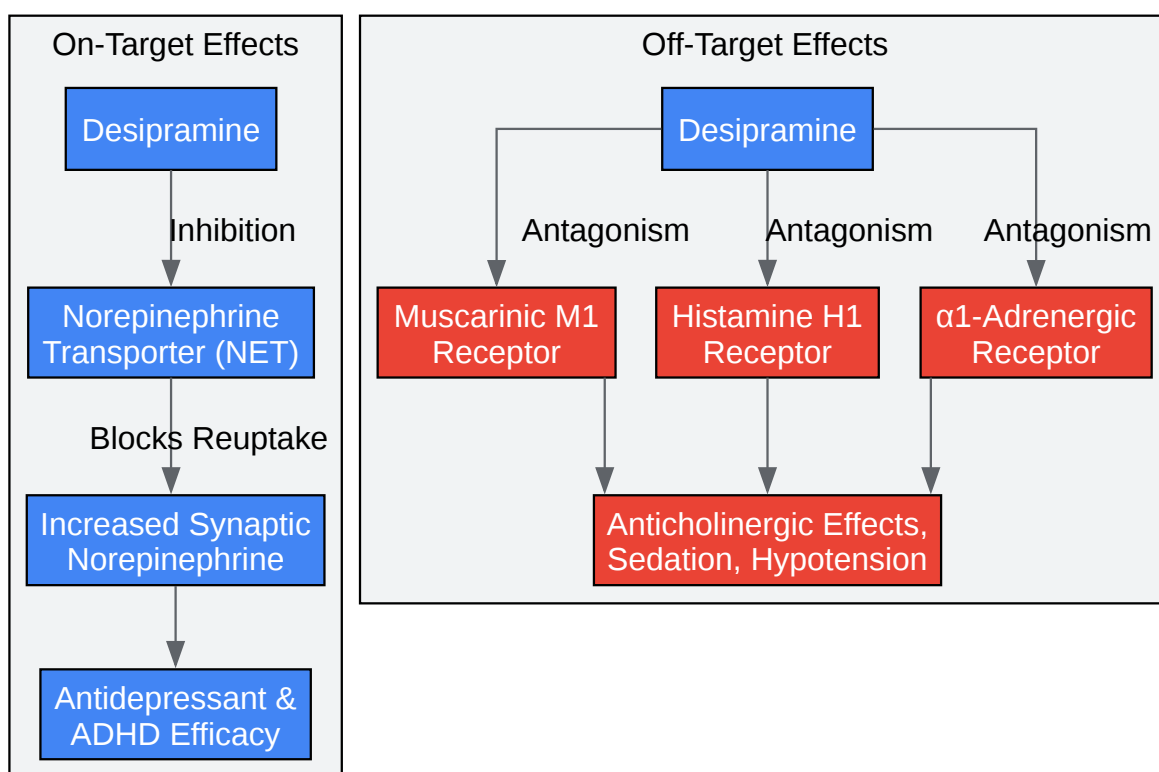 On-Target Effects
Desipramine
Inhibition
Norepinephrine
Transporter (NET)
Blocks Reuptake
Increased Synaptic
Norepinephrine
Antidepressant &
ADHD Efficacy
Off-Target Effects
Desipramine
Antagonism
Antagonism
Antagonism
Muscarinic M1
Receptor
Histamine H1
Receptor
α1-Adrenergic
Receptor
Anticholinergic Effects,
Sedation, Hypotension